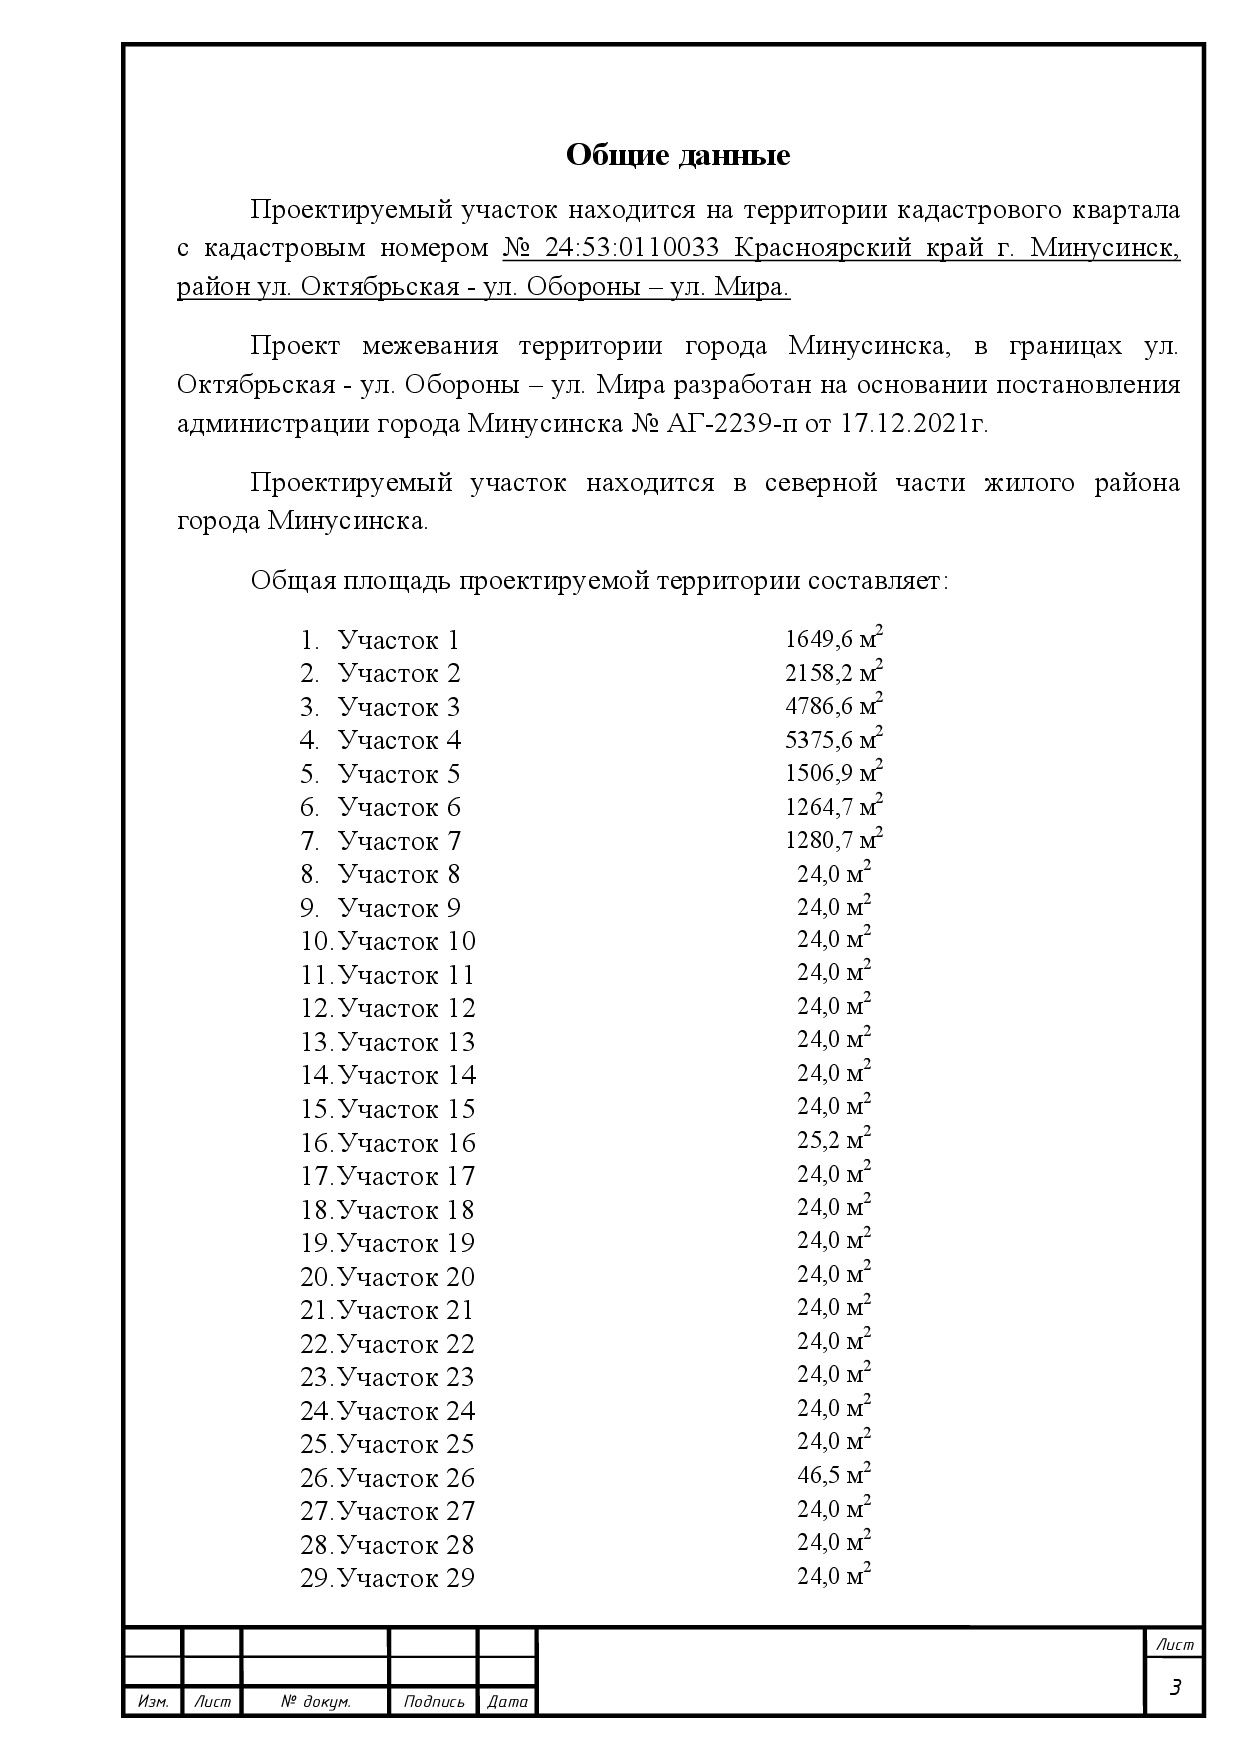 Общие данные
Проектируемый участок находится на территории кадастрового квартала
с кадастровым номером № 24:53:0110033 Красноярский край г. Минусинск,
район ул. Октябрьская - ул. Обороны – ул. Мира.
Проект межевания территории города Минусинска, в границах ул.
Октябрьская - ул. Обороны – ул. Мира разработан на основании постановления
администрации города Минусинска № АГ-2239-п от 17.12.2021г.
Проектируемый участок находится в северной части жилого района
города Минусинска.
Общая площадь проектируемой территории составляет:
1. Участок 1 1649,6 м²
2. Участок 2 2158,2 м²
3. Участок 3 4786,6 м²
4. Участок 4 5375,6 м²
5. Участок 5 1506,9 м²
6. Участок 6 1264,7 м²
7. Участок 7 1280,7 м²
8. Участок 8 24,0 м²
9. Участок 9 24,0 м²
10. Участок 10 24,0 м²
11. Участок 11 24,0 м²
12. Участок 12 24,0 м²
13. Участок 13 24,0 м²
14. Участок 14 24,0 м²
15. Участок 15 24,0 м²
16. Участок 16 25,2 м²
17. Участок 17 24,0 м²
18. Участок 18 24,0 м²
19. Участок 19 24,0 м²
20. Участок 20 24,0 м²
21. Участок 21 24,0 м²
22. Участок 22 24,0 м²
23. Участок 23 24,0 м²
24. Участок 24 24,0 м²
25. Участок 25 24,0 м²
26. Участок 26 46,5 м²
27. Участок 27 24,0 м²
28. Участок 28 24,0 м²
29. Участок 29 24,0 м²
Лист
3
Изм. Лист № докум. Подпись Дата